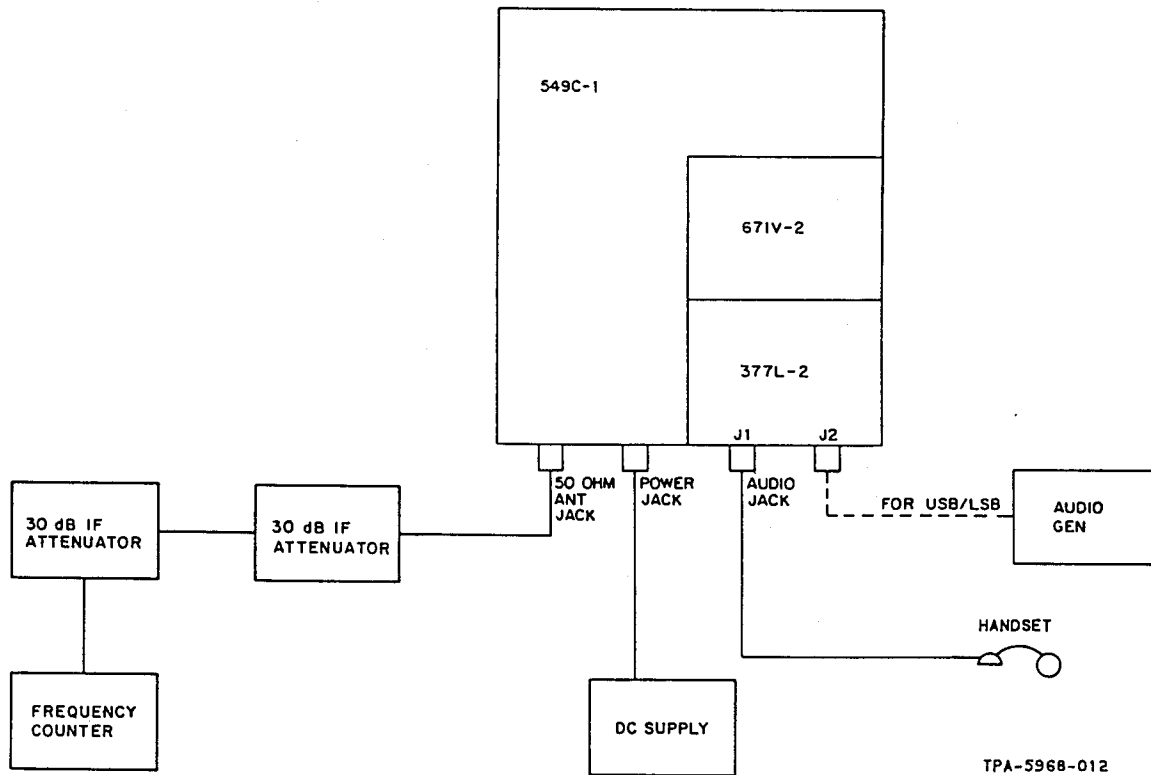 549C-1
671V-2
377L-2
J1
J2
50 OHM
ANT
JACK
POWER
JACK
AUDIO
JACK
FOR USB/LSB
AUDIO
GEN
30 dB IF
ATTENUATOR
30 dB IF
ATTENUATOR
HANDSET
FREQUENCY
COUNTER
DC SUPPLY
TPA-5968-012